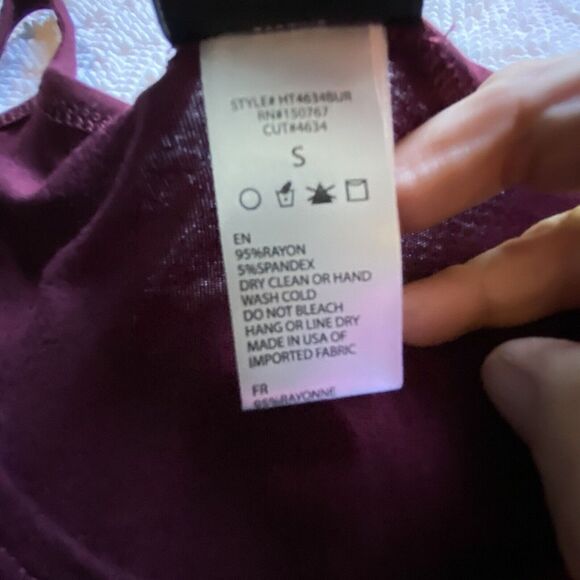 STYLE# HT4634BUR
RN#150767
CUT#4634
S
EN
95%RAYON
5%SPANDEX
DRY CLEAN OR HAND
WASH COLD
DO NOT BLEACH
HANG OR LINE DRY
MADE IN USA OF
IMPORTED FABRIC
FR
95%RAYONNE